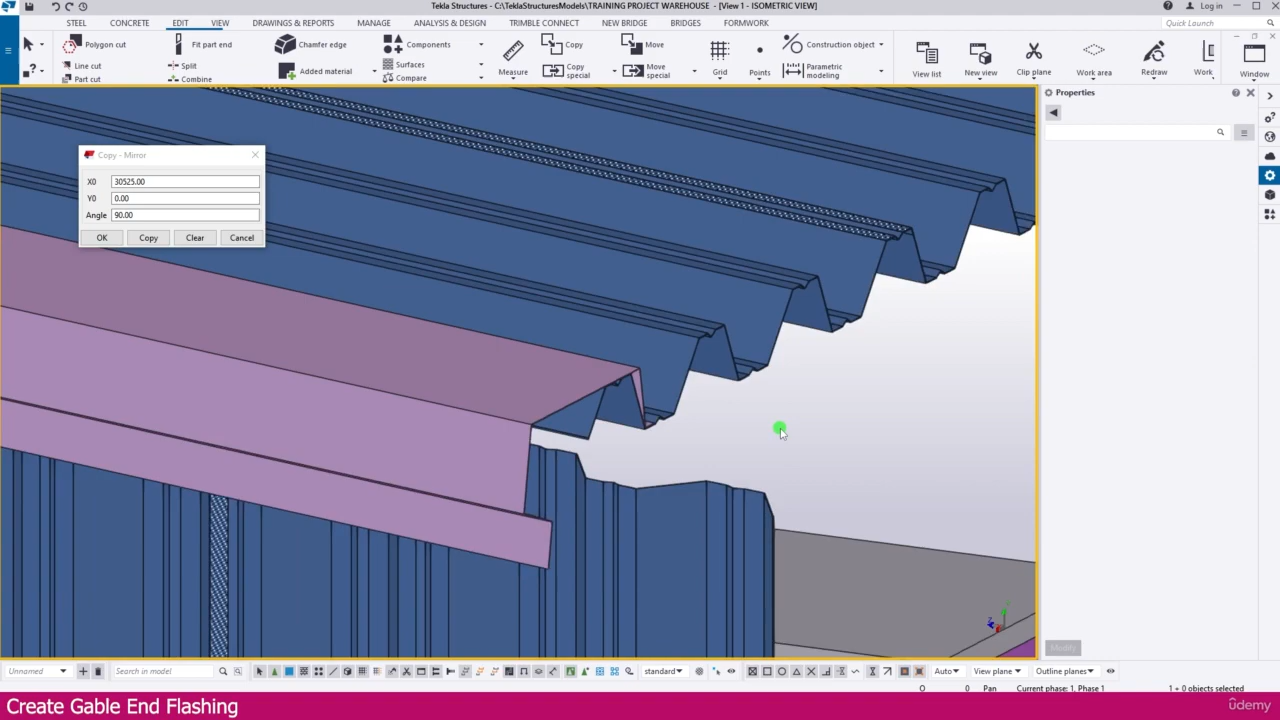 Tekla Structures - C:\TeklaStructuresModels\TRAINING PROJECT WAREHOUSE - [View 1 - ISOMETRIC VIEW]
Log in
STEEL CONCRETE EDIT VIEW DRAWINGS & REPORTS MANAGE ANALYSIS & DESIGN TRIMBLE CONNECT NEW BRIDGE BRIDGES FORMWORK
Quick Launch
Polygon cut
Line cut
Part cut
Fit part end
Split
Combine
Chamfer edge
Added material
Components
Surfaces
Compare
Measure
Copy
Copy special
Move
Move special
Grid
Points
Construction object
Parametric modeling
View list
New view
Clip plane
Work area
Redraw
Work
Window
Properties
Copy - Mirror
X0 30525.00
Y0 0.00
Angle 90.00
OK Copy Clear Cancel
Modify
Unnamed
Search in model
standard
Auto
View plane
Outline planes
O 0 Pan Current phase: 1, Phase 1 1 + 0 objects selected
Create Gable End Flashing
ûdemy